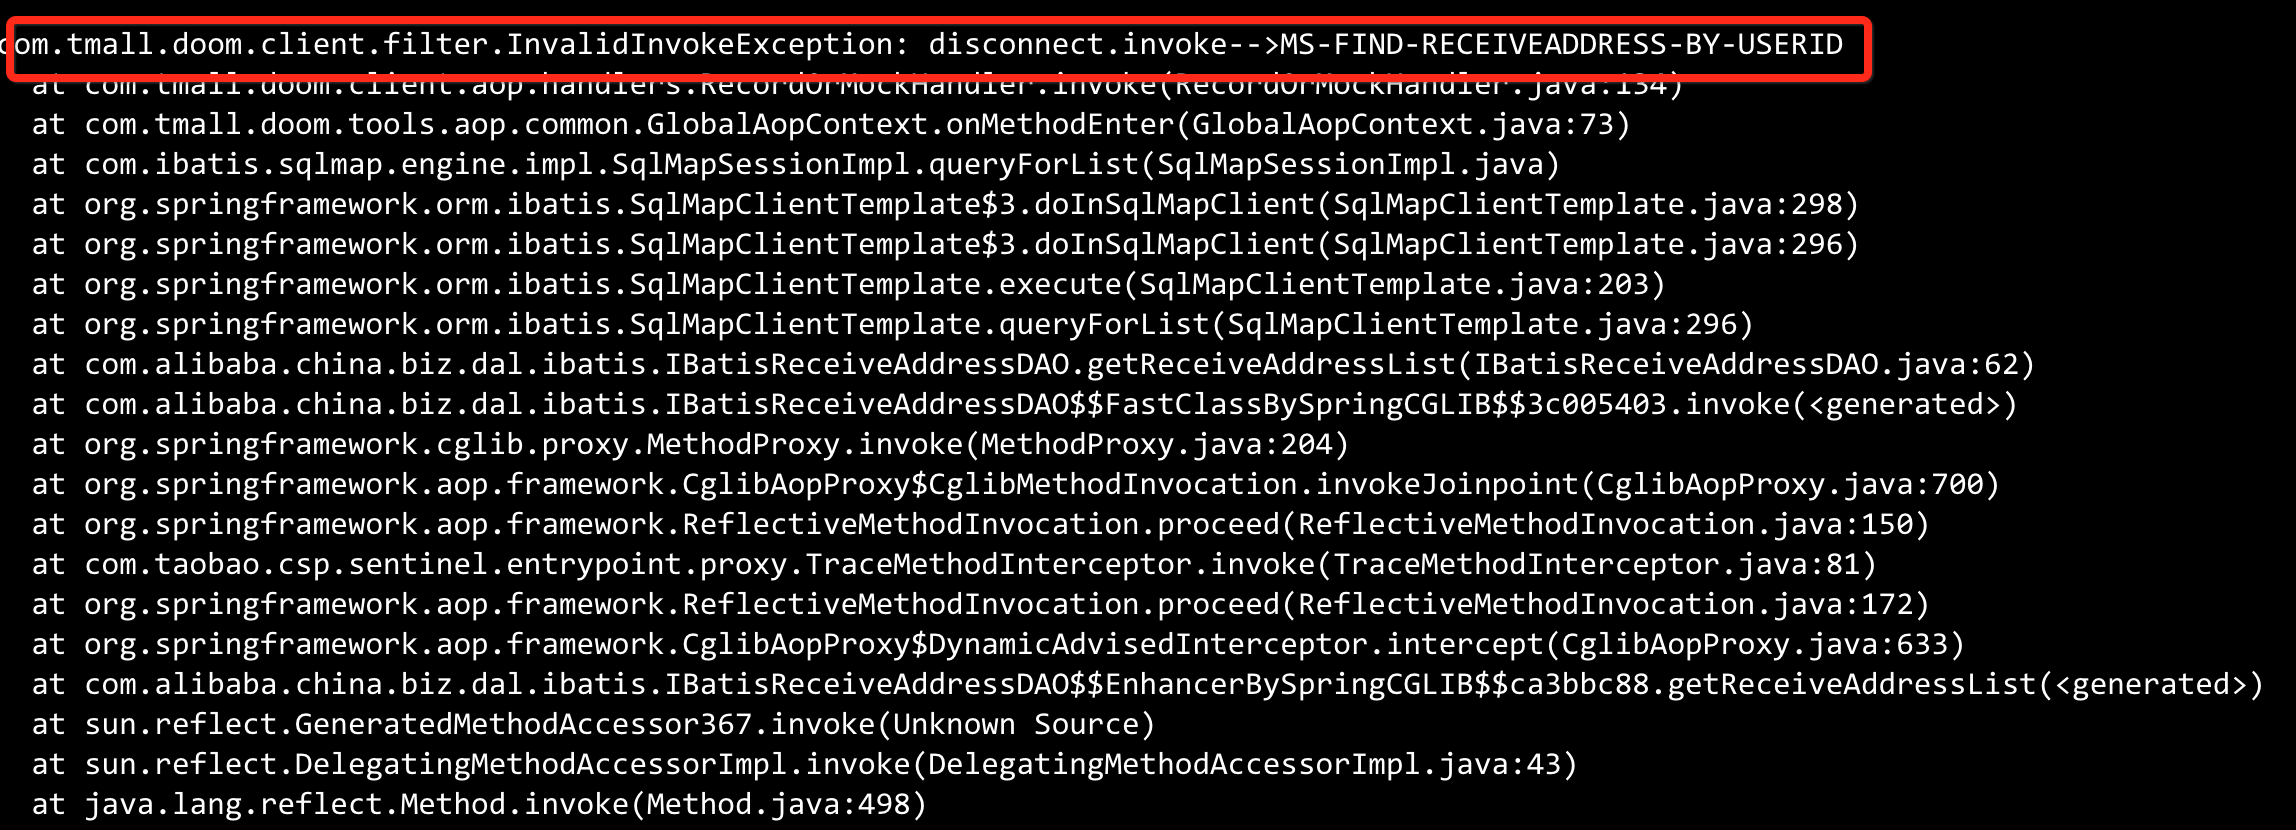 com.tmall.doom.client.filter.InvalidInvokeException: disconnect.invoke-->MS-FIND-RECEIVEADDRESS-BY-USERID
at com.tmall.doom.client.aop.handlers.RecordOrMockHandler.invoke(RecordOrMockHandler.java:134)
at com.tmall.doom.tools.aop.common.GlobalAopContext.onMethodEnter(GlobalAopContext.java:73)
at com.ibatis.sqlmap.engine.impl.SqlMapSessionImpl.queryForList(SqlMapSessionImpl.java)
at org.springframework.orm.ibatis.SqlMapClientTemplate$3.doInSqlMapClient(SqlMapClientTemplate.java:298)
at org.springframework.orm.ibatis.SqlMapClientTemplate$3.doInSqlMapClient(SqlMapClientTemplate.java:296)
at org.springframework.orm.ibatis.SqlMapClientTemplate.execute(SqlMapClientTemplate.java:203)
at org.springframework.orm.ibatis.SqlMapClientTemplate.queryForList(SqlMapClientTemplate.java:296)
at com.alibaba.china.biz.dal.ibatis.IBatisReceiveAddressDAO.getReceiveAddressList(IBatisReceiveAddressDAO.java:62)
at com.alibaba.china.biz.dal.ibatis.IBatisReceiveAddressDAO$$FastClassBySpringCGLIB$$3c005403.invoke(<generated>)
at org.springframework.cglib.proxy.MethodProxy.invoke(MethodProxy.java:204)
at org.springframework.aop.framework.CglibAopProxy$CglibMethodInvocation.invokeJoinpoint(CglibAopProxy.java:700)
at org.springframework.aop.framework.ReflectiveMethodInvocation.proceed(ReflectiveMethodInvocation.java:150)
at com.taobao.csp.sentinel.entrypoint.proxy.TraceMethodInterceptor.invoke(TraceMethodInterceptor.java:81)
at org.springframework.aop.framework.ReflectiveMethodInvocation.proceed(ReflectiveMethodInvocation.java:172)
at org.springframework.aop.framework.CglibAopProxy$DynamicAdvisedInterceptor.intercept(CglibAopProxy.java:633)
at com.alibaba.china.biz.dal.ibatis.IBatisReceiveAddressDAO$$EnhancerBySpringCGLIB$$ca3bbc88.getReceiveAddressList(<generated>)
at sun.reflect.GeneratedMethodAccessor367.invoke(Unknown Source)
at sun.reflect.DelegatingMethodAccessorImpl.invoke(DelegatingMethodAccessorImpl.java:43)
at java.lang.reflect.Method.invoke(Method.java:498)